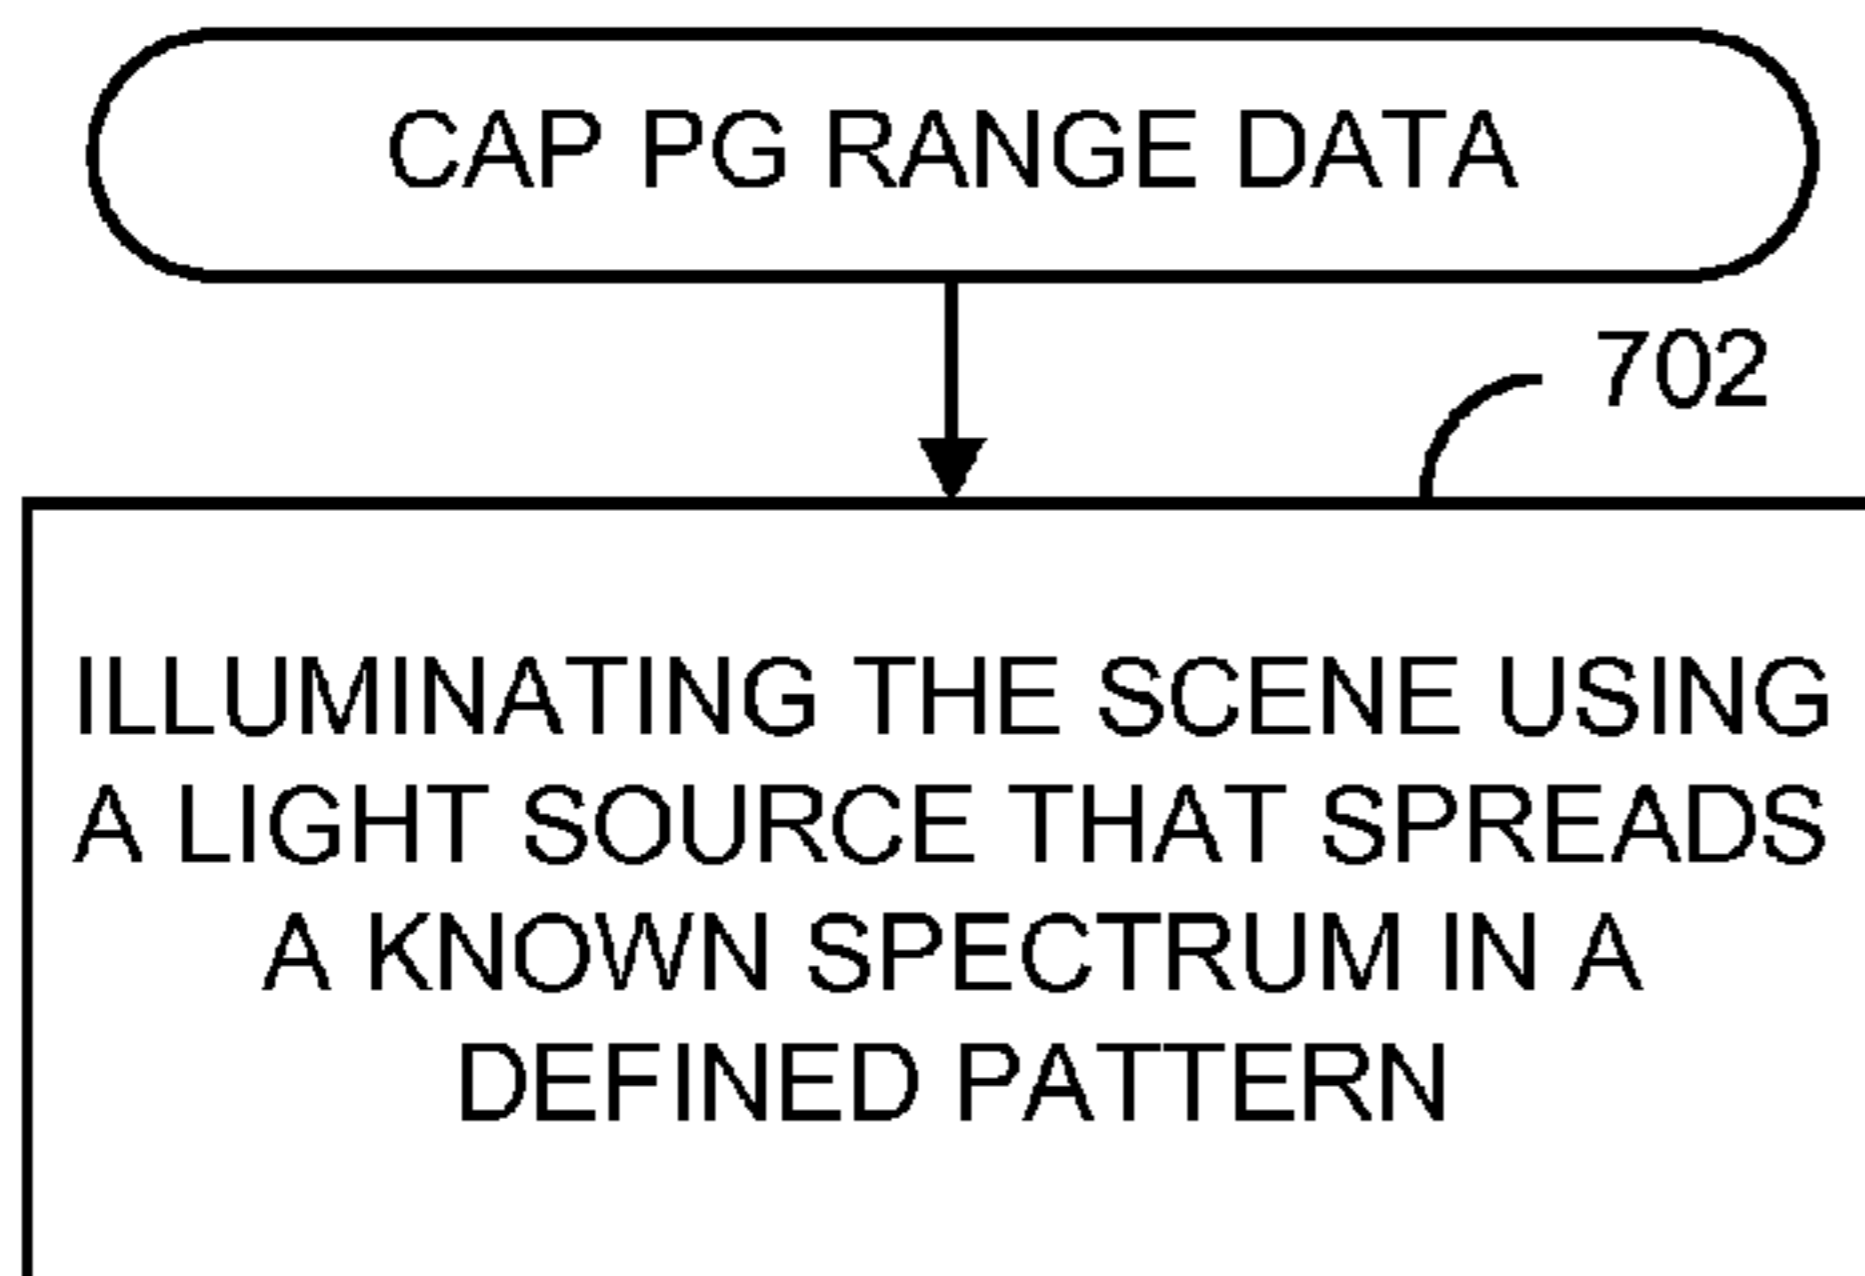 CAP PG RANGE DATA
702
ILLUMINATING THE SCENE USING
A LIGHT SOURCE THAT SPREADS
A KNOWN SPECTRUM IN A
DEFINED PATTERN